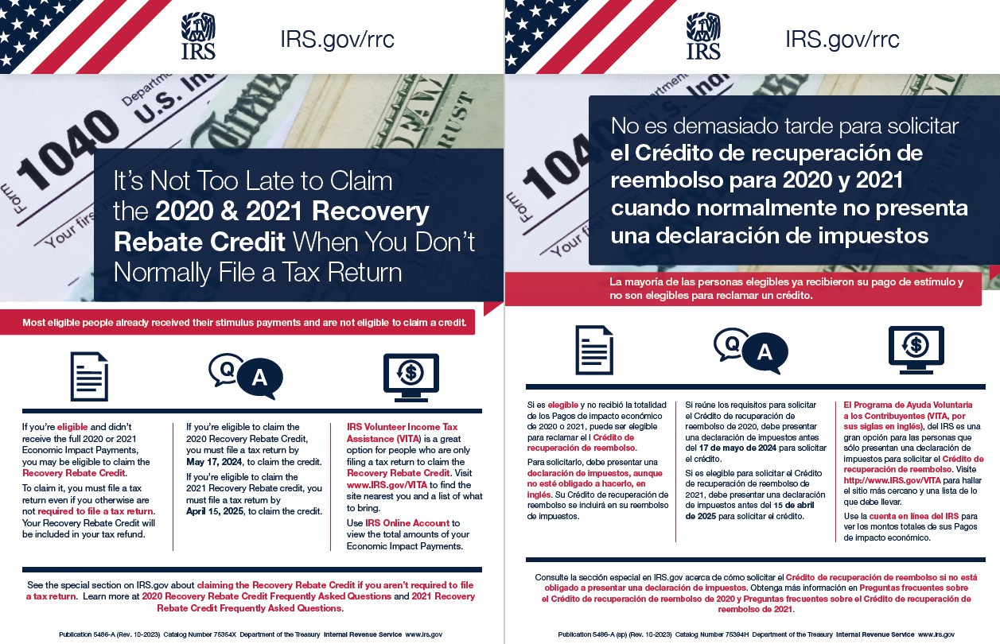 IRS
IRS.gov/rrc
Form 1040
Department
U.S. Ind
Your first
It’s Not Too Late to Claim
the 2020 & 2021 Recovery
Rebate Credit When You Don’t
Normally File a Tax Return
Most eligible people already received their stimulus payments and are not eligible to claim a credit.
Q
A
$
If you’re eligible and didn’t
receive the full 2020 or 2021
Economic Impact Payments,
you may be eligible to claim the
Recovery Rebate Credit.
To claim it, you must file a tax
return even if you otherwise are
not required to file a tax return.
Your Recovery Rebate Credit will
be included in your tax refund.
If you’re eligible to claim the
2020 Recovery Rebate Credit,
you must file a tax return by
May 17, 2024, to claim the credit.
If you’re eligible to claim the
2021 Recovery Rebate credit, you
must file a tax return by
April 15, 2025, to claim the credit.
IRS Volunteer Income Tax
Assistance (VITA) is a great
option for people who are only
filing a tax return to claim the
Recovery Rebate Credit. Visit
www.IRS.gov/VITA to find the
site nearest you and a list of what
to bring.
Use IRS Online Account to
view the total amounts of your
Economic Impact Payments.
See the special section on IRS.gov about claiming the Recovery Rebate Credit if you aren’t required to file
a tax return. Learn more at 2020 Recovery Rebate Credit Frequently Asked Questions and 2021 Recovery
Rebate Credit Frequently Asked Questions.
Publication 5486-A (Rev. 10-2023) Catalog Number 75354X Department of the Treasury Internal Revenue Service www.irs.gov
IRS
IRS.gov/rrc
Form
Department
U.S.
No es demasiado tarde para solicitar
el Crédito de recuperación de
reembolso para 2020 y 2021
cuando normalmente no presenta
una declaración de impuestos
La mayoría de las personas elegibles ya recibieron su pago de estímulo y
no son elegibles para reclamar un crédito.
Q
A
$
Si es elegible y no recibió la totalidad
de los Pagos de impacto económico
de 2020 o 2021, puede ser elegible
para reclamar el l Crédito de
recuperación de reembolso.
Para solicitarlo, debe presentar una
declaración de impuestos, aunque
no esté obligado a hacerlo, en
inglés. Su Crédito de recuperación de
reembolso se incluirá en su reembolso
de impuestos.
Si reúne los requisitos para solicitar
el Crédito de recuperación de
reembolso de 2020, debe presentar
una declaración de impuestos antes
del 17 de mayo de 2024 para solicitar
el crédito.
Si es elegible para solicitar el Crédito
de recuperación de reembolso de
2021, debe presentar una declaración
de impuestos antes del 15 de abril
de 2025 para solicitar el crédito.
El Programa de Ayuda Voluntaria
a los Contribuyentes (VITA, por
sus siglas en inglés), del IRS es una
gran opción para las personas que
sólo presentan una declaración de
impuestos para solicitar el Crédito de
recuperación de reembolso. Visite
http://www.IRS.gov/VITA para hallar
el sitio más cercano y una lista de lo
que debe llevar.
Use la cuenta en línea del IRS para
ver los montos totales de sus Pagos
de impacto económico.
Consulte la sección especial en IRS.gov acerca de cómo solicitar el Crédito de recuperación de reembolso si no está
obligado a presentar una declaración de impuestos. Obtenga más información en Preguntas frecuentes sobre
el Crédito de recuperación de reembolso de 2020 y Preguntas frecuentes sobre el Crédito de recuperación de
reembolso de 2021.
Publication 5486-A (sp) (Rev. 10-2023) Catalog Number 75394H Department of the Treasury Internal Revenue Service www.irs.gov